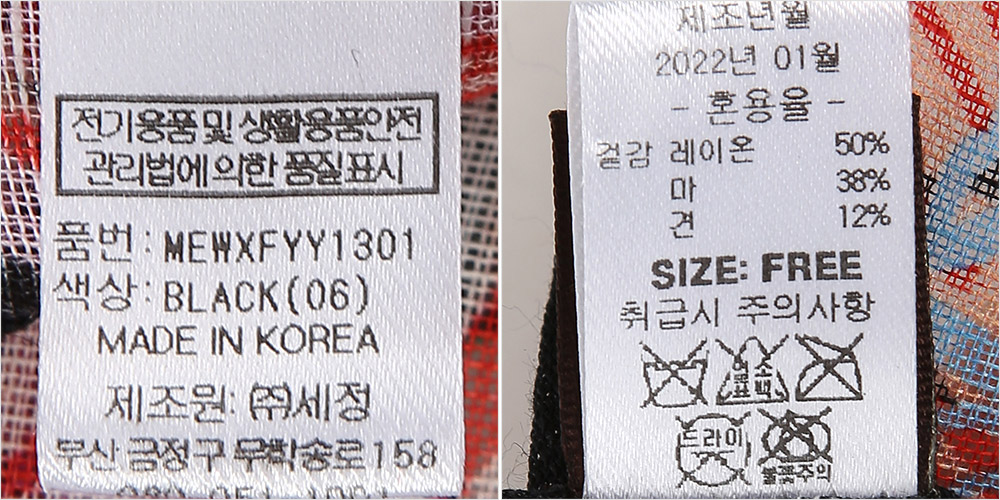 전기용품 및 생활용품안전
관리법에 의한 품질표시
품번: MEWXFYY1301
색상: BLACK(06)
MADE IN KOREA
제조원: ㈜세정
부산 금정구 무학송로158
제조년월
2022년 01월
- 혼용율 -
겉감 레이온 50%
마 38%
견 12%
SIZE: FREE
취급시 주의사항
염소
표백
드라이